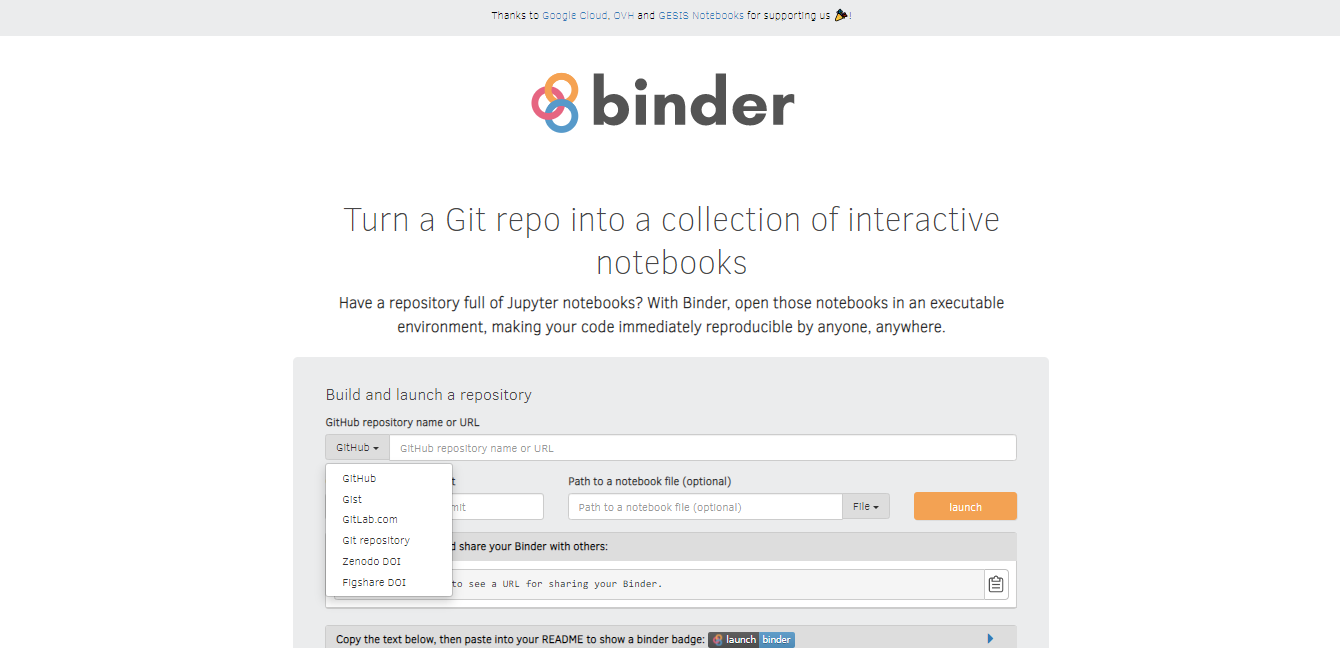 Thanks to Google Cloud, OVH and GESIS Notebooks for supporting us 🎉!
binder
Turn a Git repo into a collection of interactive
notebooks
Have a repository full of Jupyter notebooks? With Binder, open those notebooks in an executable
environment, making your code immediately reproducible by anyone, anywhere.
Build and launch a repository
GitHub repository name or URL
GitHub GitHub repository name or URL
GitHub
Gist
GitLab.com
Git repository
Zenodo DOI
Figshare DOI
Path to a notebook file (optional)
Path to a notebook file (optional) File launch
share your Binder with others:
to see a URL for sharing your Binder.
Copy the text below, then paste into your README to show a binder badge: launch binder